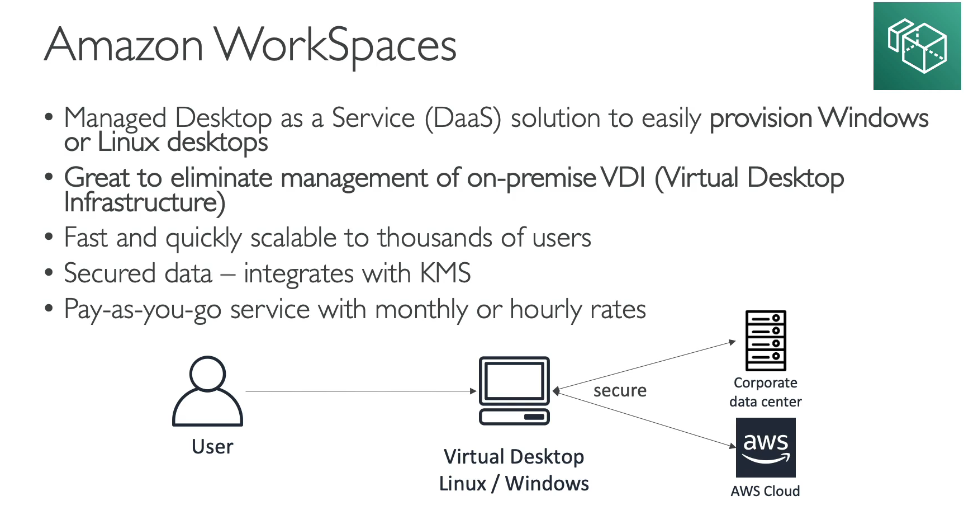 Amazon WorkSpaces
• Managed Desktop as a Service (DaaS) solution to easily provision Windows
or Linux desktops
• Great to eliminate management of on-premise VDI (Virtual Desktop
Infrastructure)
• Fast and quickly scalable to thousands of users
• Secured data – integrates with KMS
• Pay-as-you-go service with monthly or hourly rates
User
Virtual Desktop
Linux / Windows
secure
Corporate
data center
aws
AWS Cloud